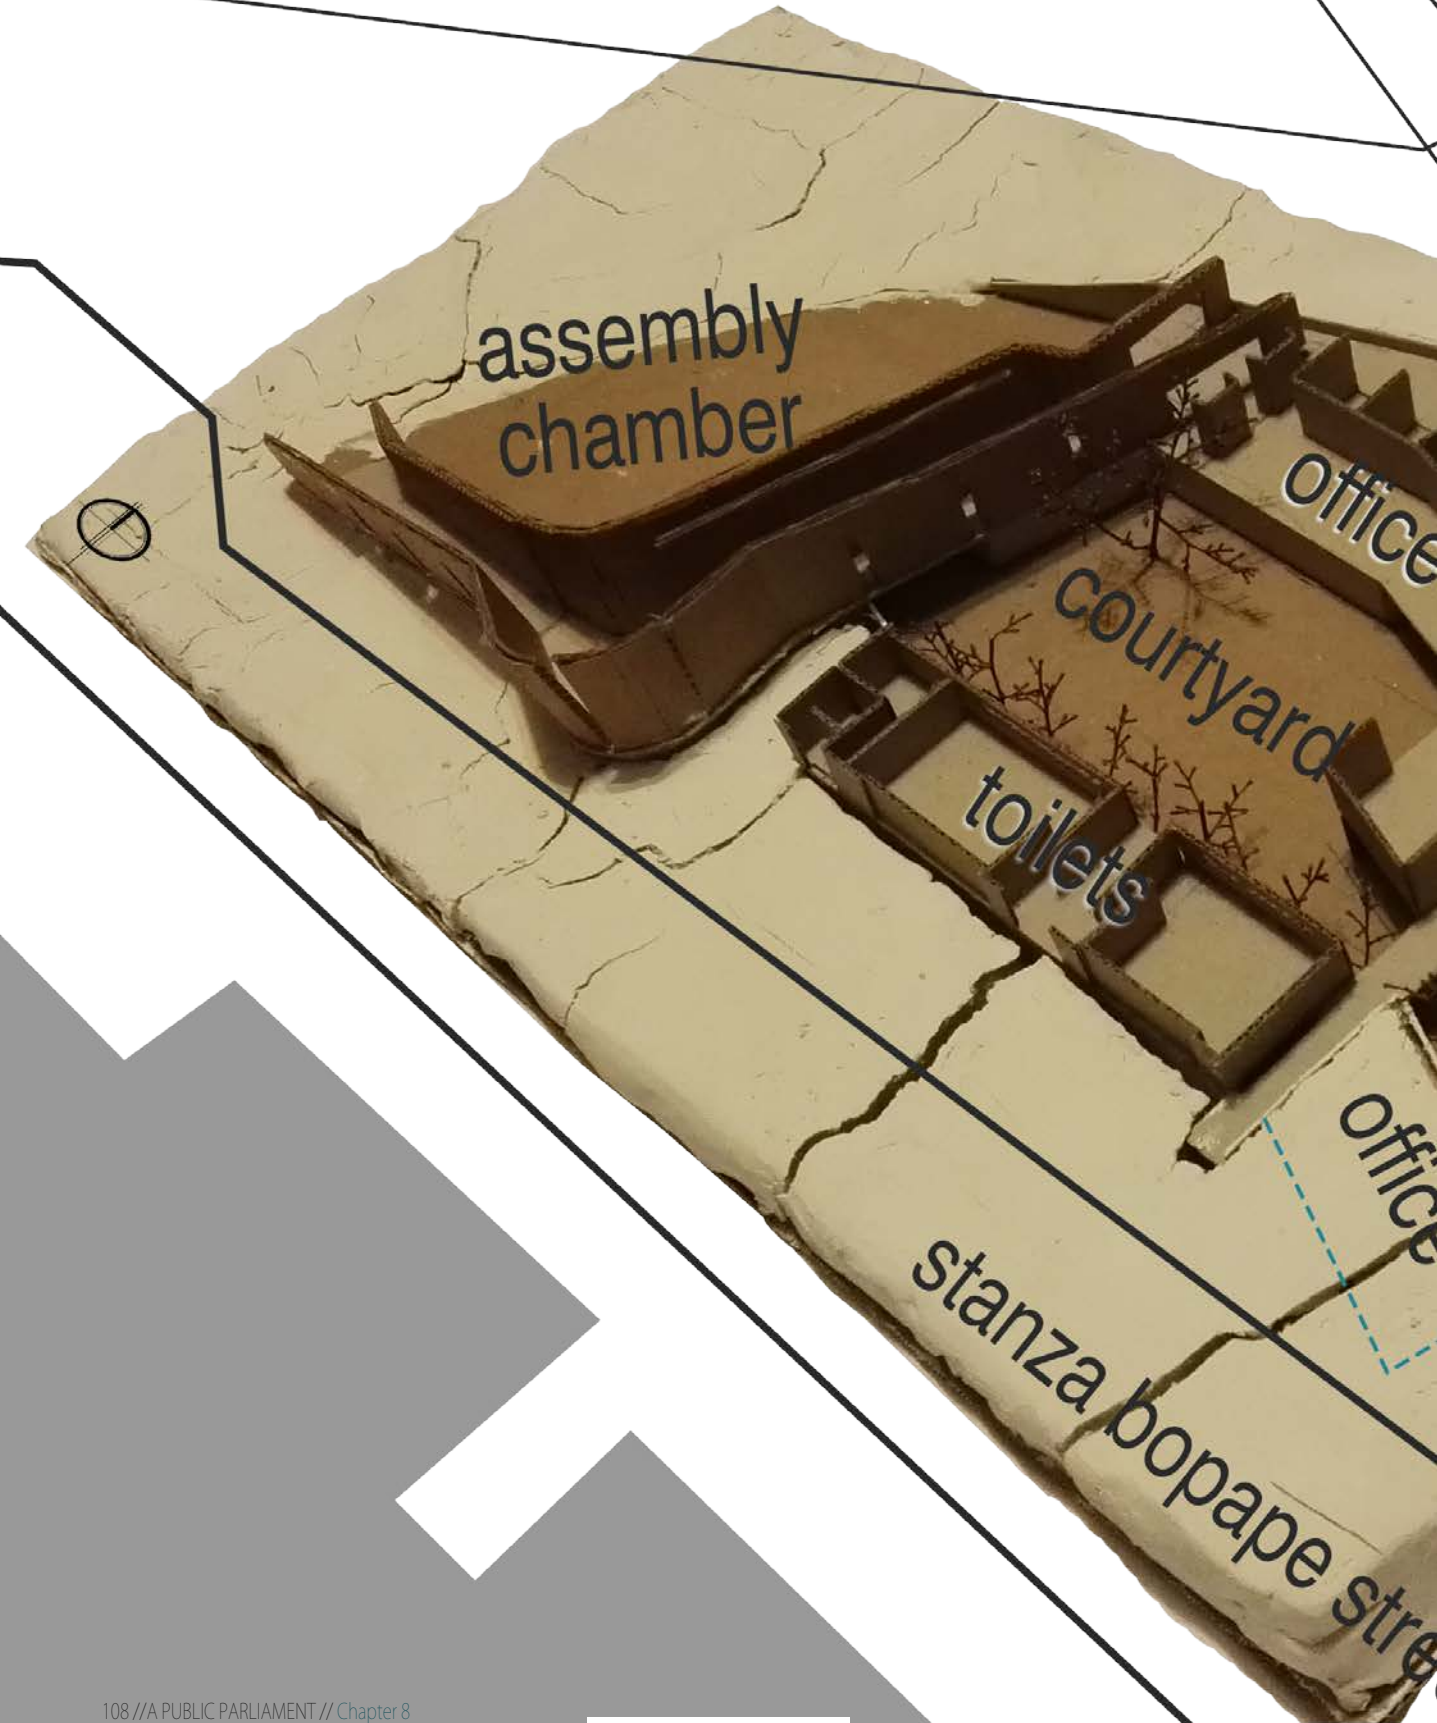 assembly
chamber
office
courtyard
toilets
office
stanza bopape stre
108 //A PUBLIC PARLIAMENT // Chapter 8